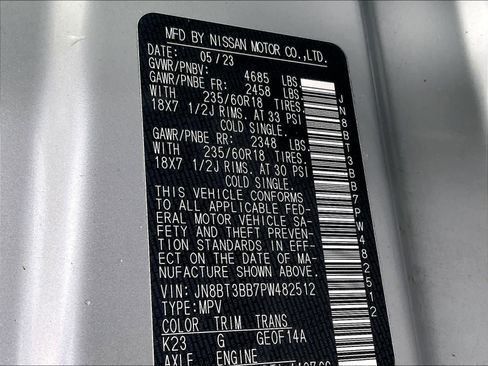 MFD BY NISSAN MOTOR CO.,LTD.
DATE: 05/23
GVWR/PNBV: 4685 LBS.
GAWR/PNBE FR: 2458 LBS.
WITH 235/60R18 TIRES.
18X7 1/2J RIMS. AT 33 PSI
COLD SINGLE.
GAWR/PNBE RR: 2348 LBS.
WITH 235/60R18 TIRES.
18X7 1/2J RIMS. AT 30 PSI
COLD SINGLE.
THIS VEHICLE CONFORMS
TO ALL APPLICABLE FED-
ERAL MOTOR VEHICLE SA-
FETY AND THEFT PREVEN-
TION STANDARDS IN EFF-
ECT ON THE DATE OF MA-
NUFACTURE SHOWN ABOVE.
VIN: JN8BT3BB7PW482512
TYPE: MPV
COLOR TRIM TRANS
K23 G GE0F14A
AXLE ENGINE
JN8BT3BB7PW482512